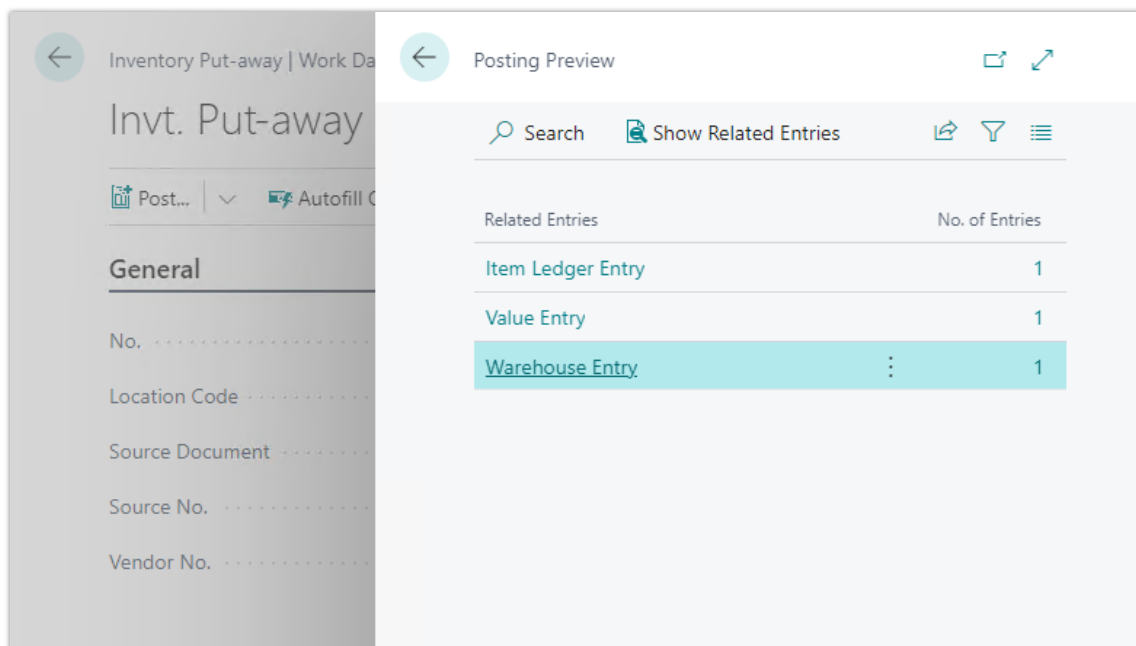 Inventory Put-away | Work Da
Invt. Put-away
Post...
Autofill
General
No.
Location Code
Source Document
Source No.
Vendor No.
Posting Preview
Search
Show Related Entries
Related Entries No. of Entries
Item Ledger Entry 1
Value Entry 1
Warehouse Entry 1